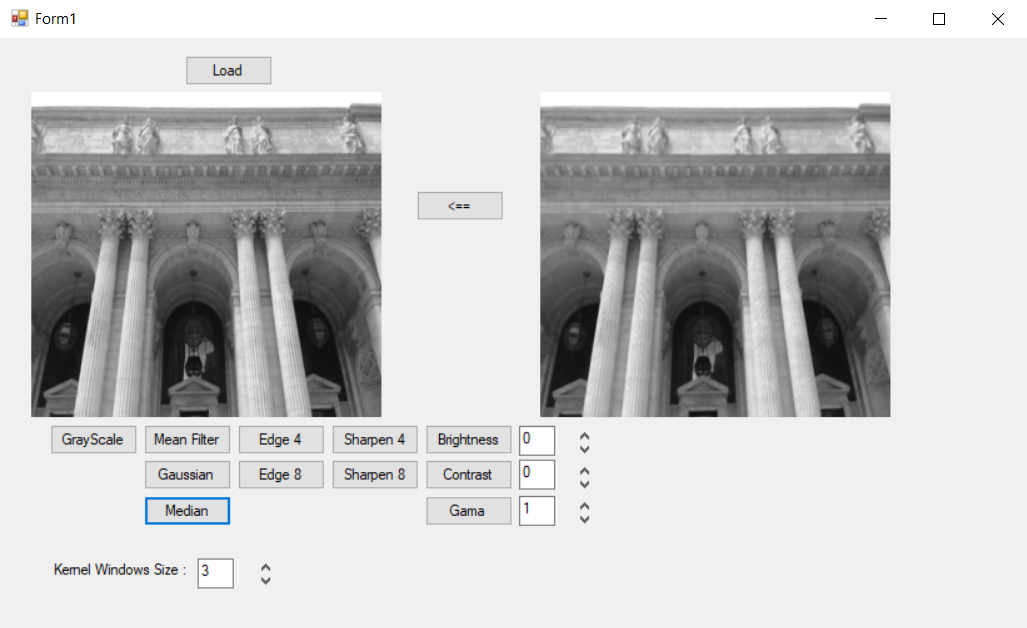 Form1
Load
<==
GrayScale Mean Filter Edge 4 Sharpen 4 Brightness 0
Gaussian Edge 8 Sharpen 8 Contrast 0
Median Gama 1
Kernel Windows Size : 3